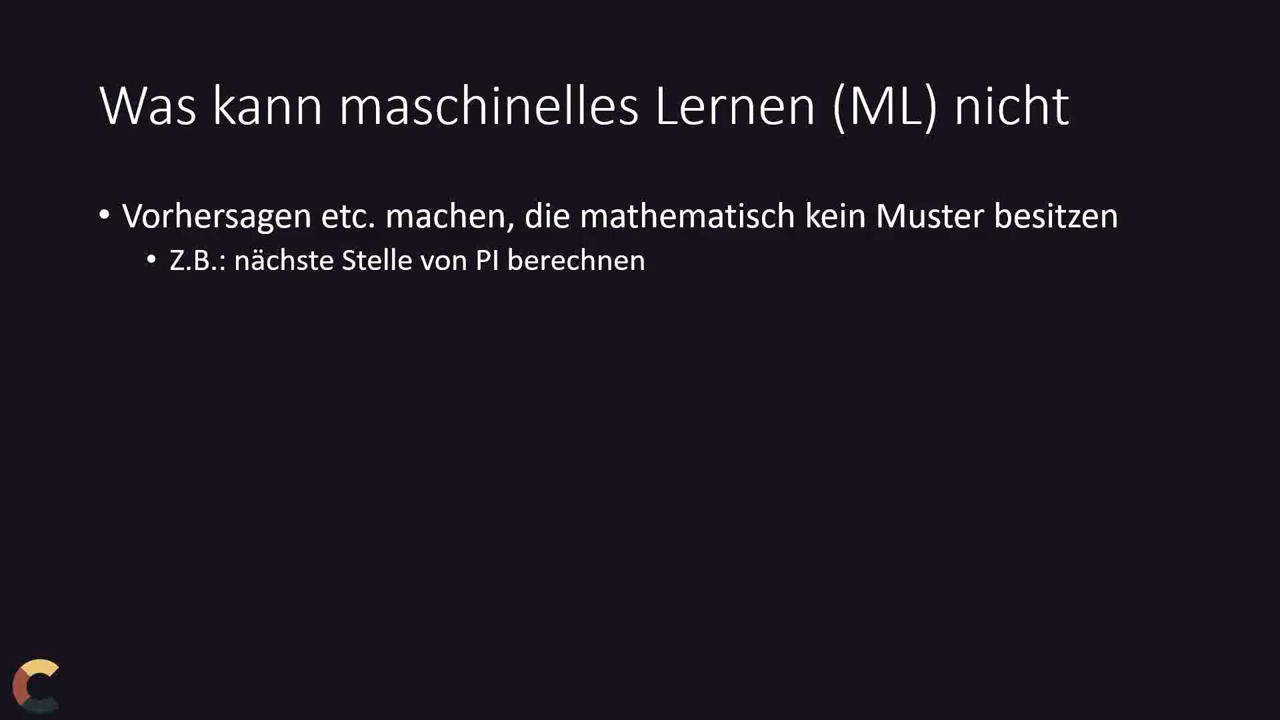 Was kann maschinelles Lernen (ML) nicht
• Vorhersagen etc. machen, die mathematisch kein Muster besitzen
• Z.B.: nächste Stelle von PI berechnen